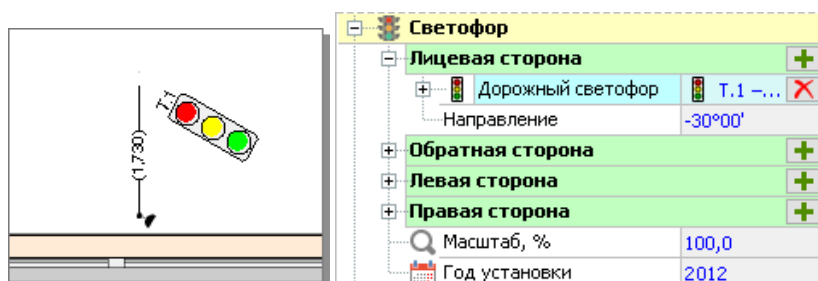 Т.1
(1,730)
Светофор
Лицевая сторона
Дорожный светофор Т.1 –...
Направление -30°00'
Обратная сторона
Левая сторона
Правая сторона
Масштаб, % 100,0
Год установки 2012